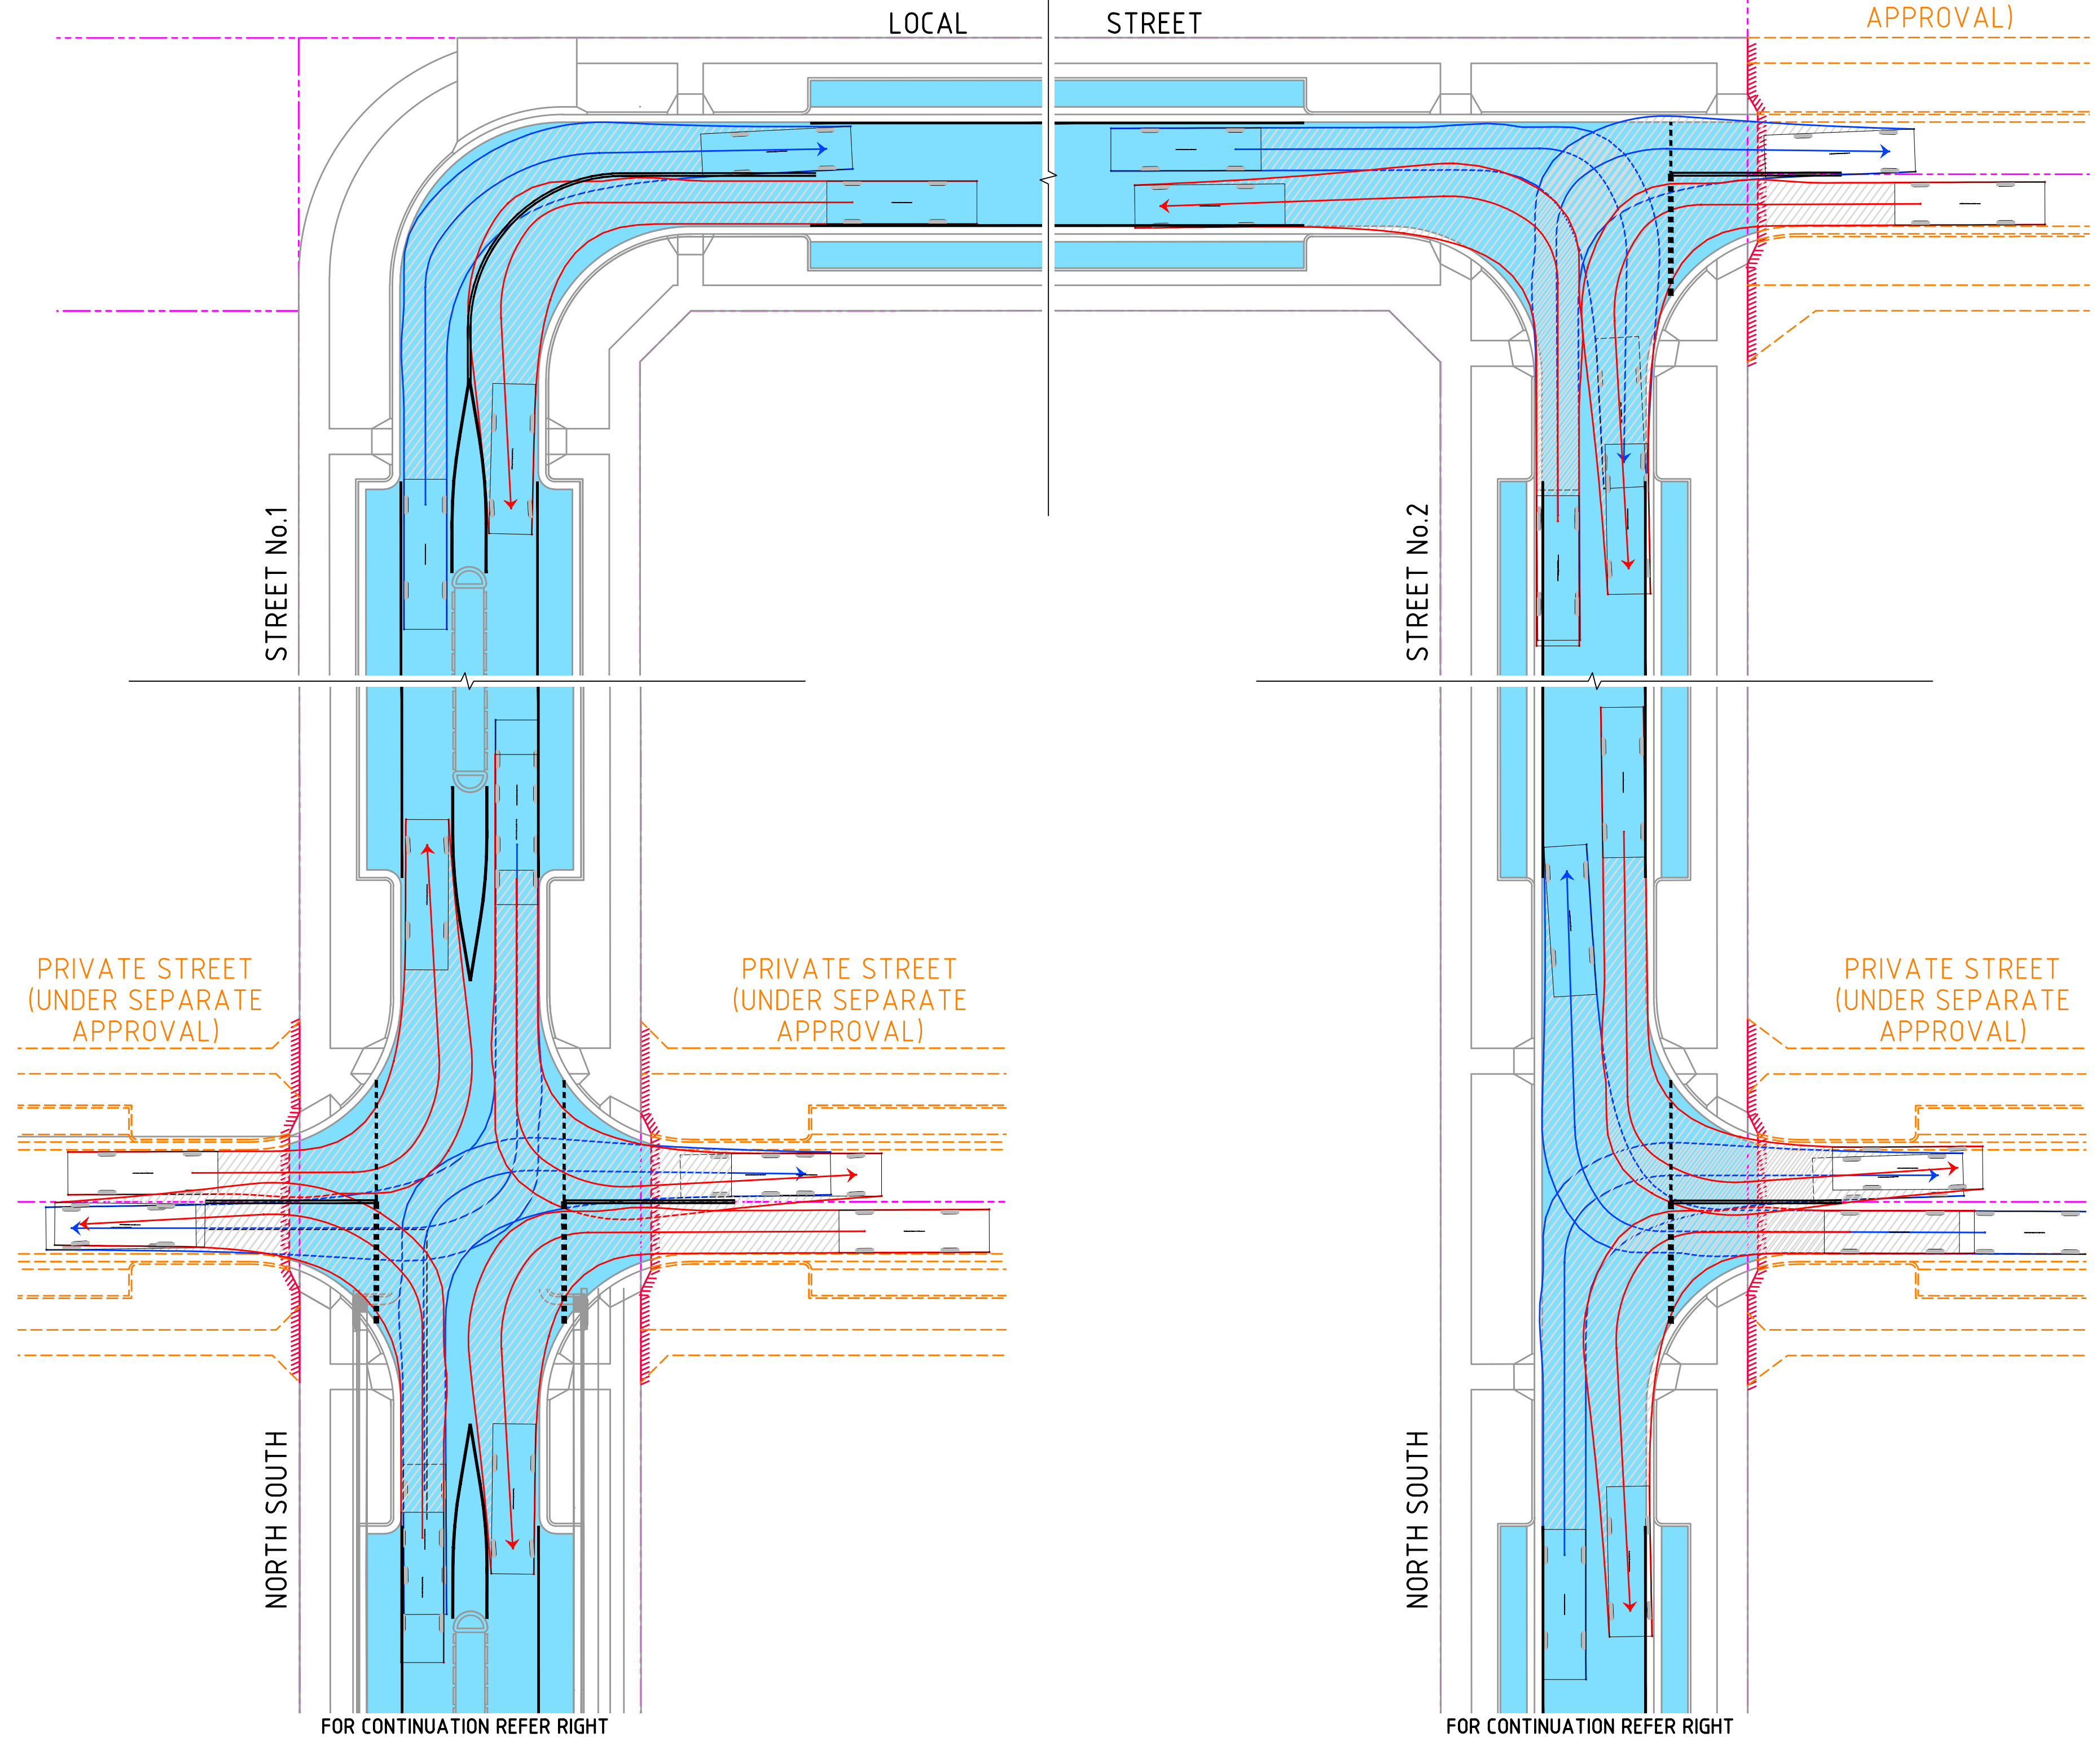 LOCAL STREET
APPROVAL)
STREET No.1
STREET No.2
PRIVATE STREET
(UNDER SEPARATE
APPROVAL)
PRIVATE STREET
(UNDER SEPARATE
APPROVAL)
PRIVATE STREET
(UNDER SEPARATE
APPROVAL)
NORTH SOUTH
NORTH SOUTH
FOR CONTINUATION REFER RIGHT
FOR CONTINUATION REFER RIGHT